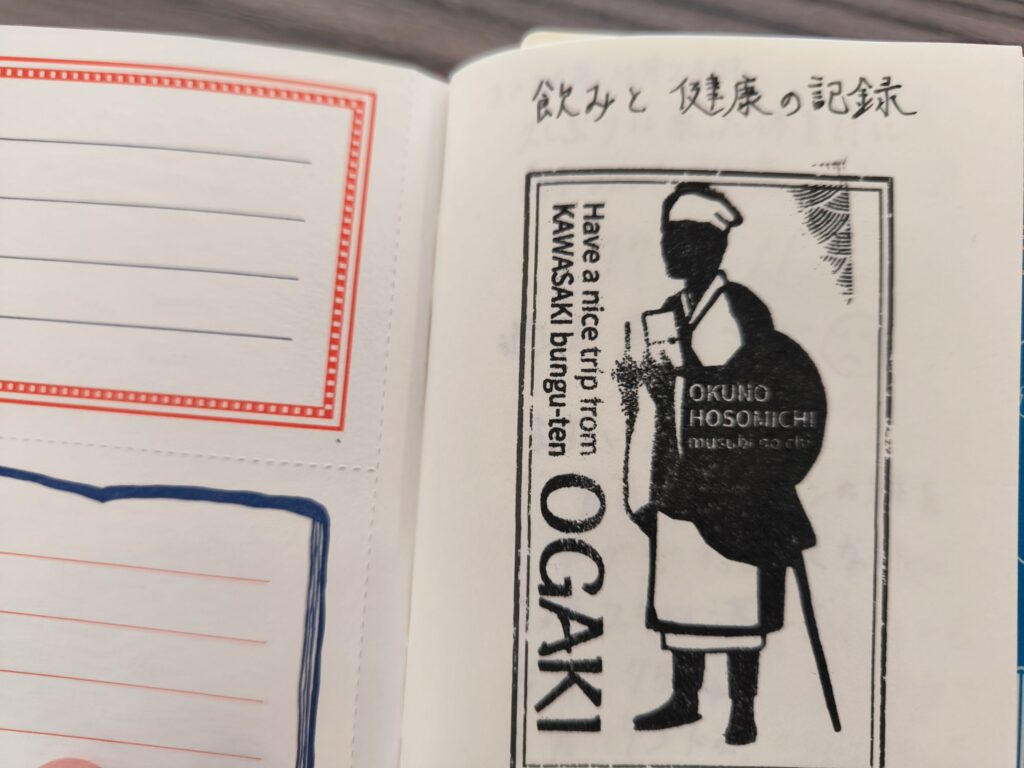 飲みと健康の記録
Have a nice trip from
KAWASAKI bungu-ten
OGAKI
OKUNO
HOSOMICHI
musubi no chi